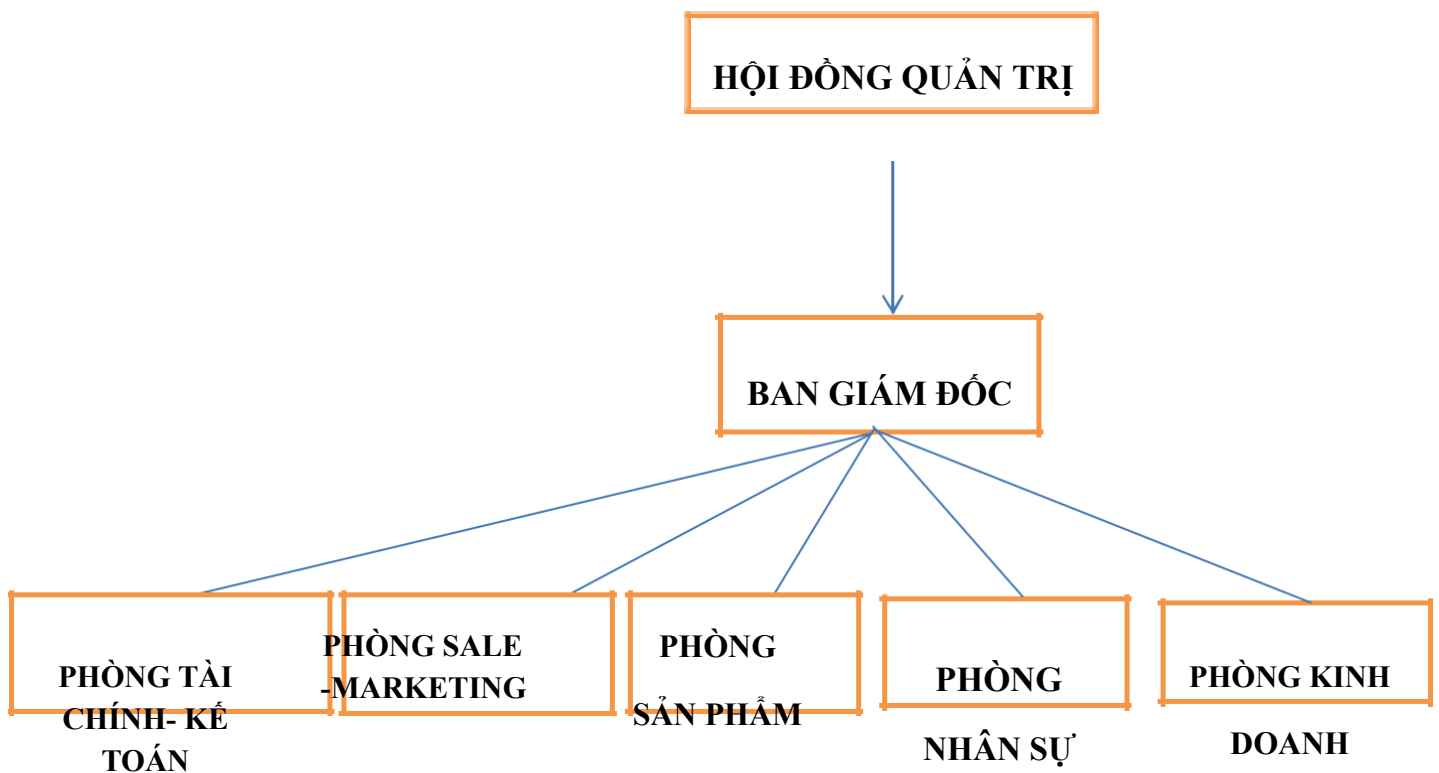 HỘI ĐỒNG QUẢN TRỊ
BAN GIÁM ĐỐC
PHÒNG TÀI
CHÍNH- KẾ
TOÁN
PHÒNG SALE
-MARKETING
PHÒNG
SẢN PHẨM
PHÒNG
NHÂN SỰ
PHÒNG KINH
DOANH